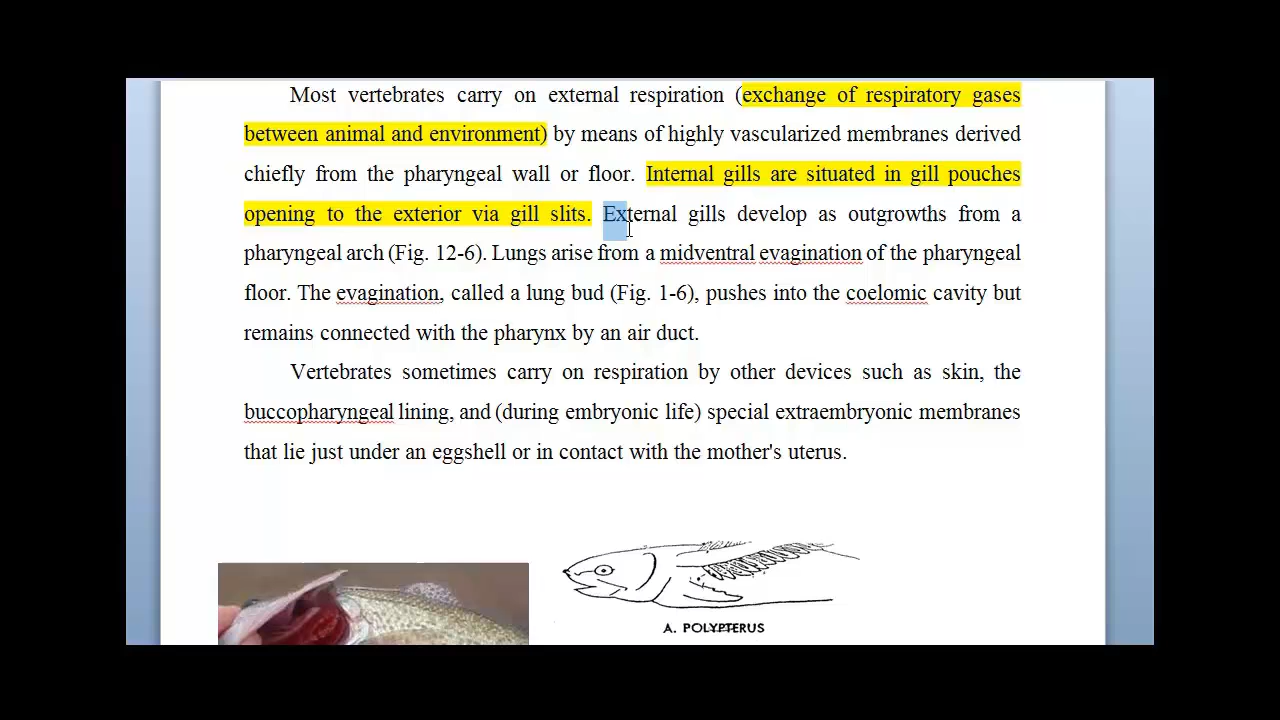 Most vertebrates carry on external respiration (exchange of respiratory gases
between animal and environment) by means of highly vascularized membranes derived
chiefly from the pharyngeal wall or floor. Internal gills are situated in gill pouches
opening to the exterior via gill slits. External gills develop as outgrowths from a
pharyngeal arch (Fig. 12-6). Lungs arise from a midventral evagination of the pharyngeal
floor. The evagination, called a lung bud (Fig. 1-6), pushes into the coelomic cavity but
remains connected with the pharynx by an air duct.
Vertebrates sometimes carry on respiration by other devices such as skin, the
buccopharyngeal lining, and (during embryonic life) special extraembryonic membranes
that lie just under an eggshell or in contact with the mother's uterus.
A. POLYPTERUS